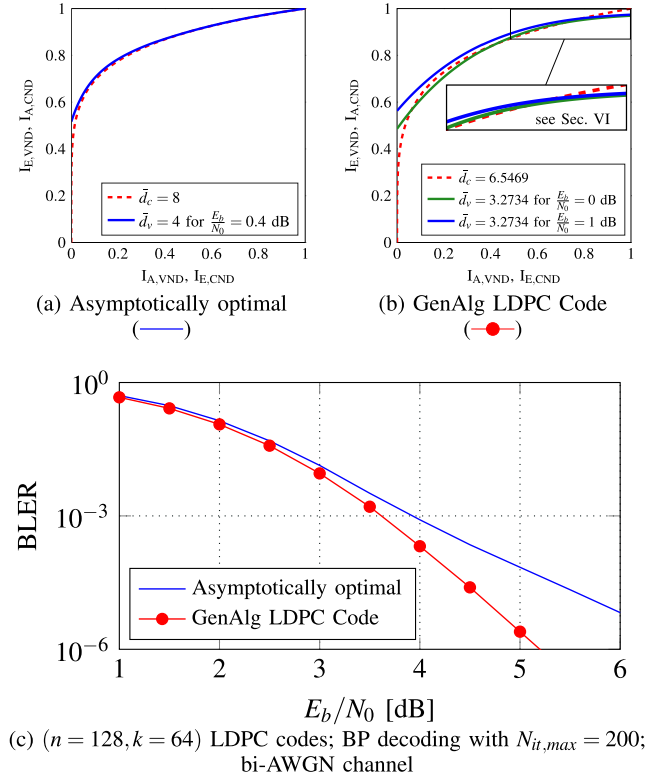 1
0.8
0.6
0.4
0.2
0
0 0.2 0.4 0.6 0.8 1
I_{E,VND}, I_{A,CND}
I_{A,VND}, I_{E,CND}
d̄_c = 8
d̄_v = 4 for E_b/N_0 = 0.4 dB
(a) Asymptotically optimal
( )
1
0.8
0.6
0.4
0.2
0
0 0.2 0.4 0.6 0.8 1
I_{E,VND}, I_{A,CND}
I_{A,VND}, I_{E,CND}
see Sec. VI
d̄_c = 6.5469
d̄_v = 3.2734 for E_b/N_0 = 0 dB
d̄_v = 3.2734 for E_b/N_0 = 1 dB
(b) GenAlg LDPC Code
( )
10^0
10^{-3}
10^{-6}
BLER
Asymptotically optimal
GenAlg LDPC Code
1 2 3 4 5 6
E_b/N_0 [dB]
(c) (n = 128, k = 64) LDPC codes; BP decoding with N_{it,max} = 200;
bi-AWGN channel